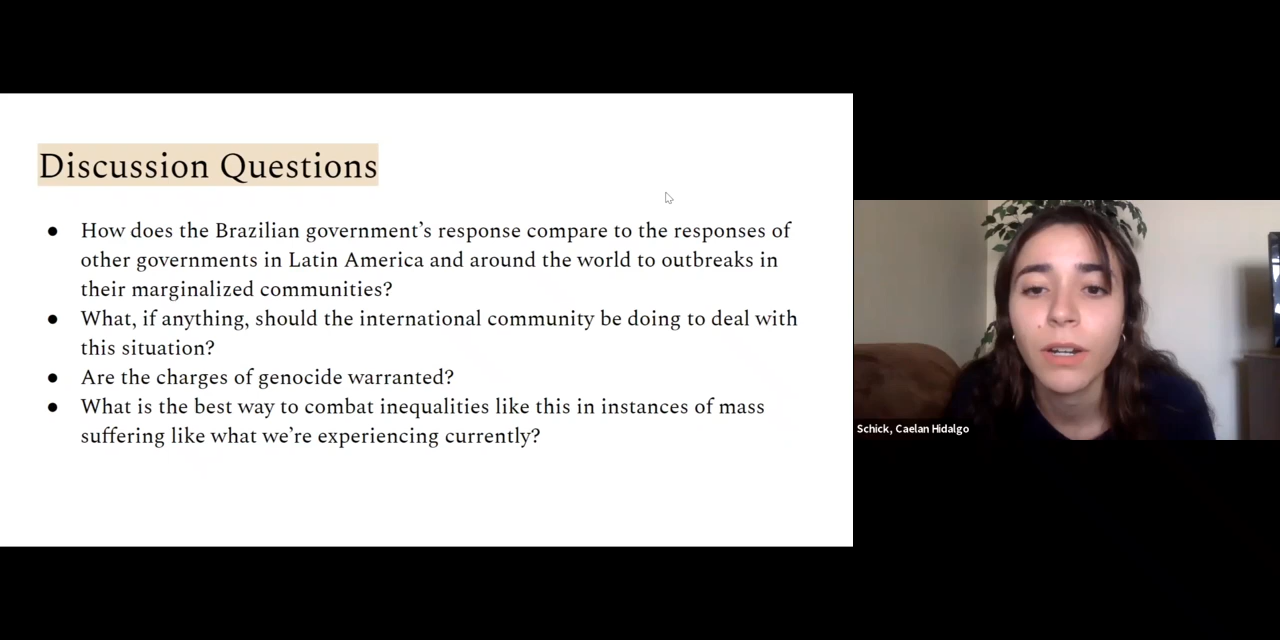 Discussion Questions
● How does the Brazilian government’s response compare to the responses of
other governments in Latin America and around the world to outbreaks in
their marginalized communities?
● What, if anything, should the international community be doing to deal with
this situation?
● Are the charges of genocide warranted?
● What is the best way to combat inequalities like this in instances of mass
suffering like what we’re experiencing currently?
Schick, Caelan Hidalgo